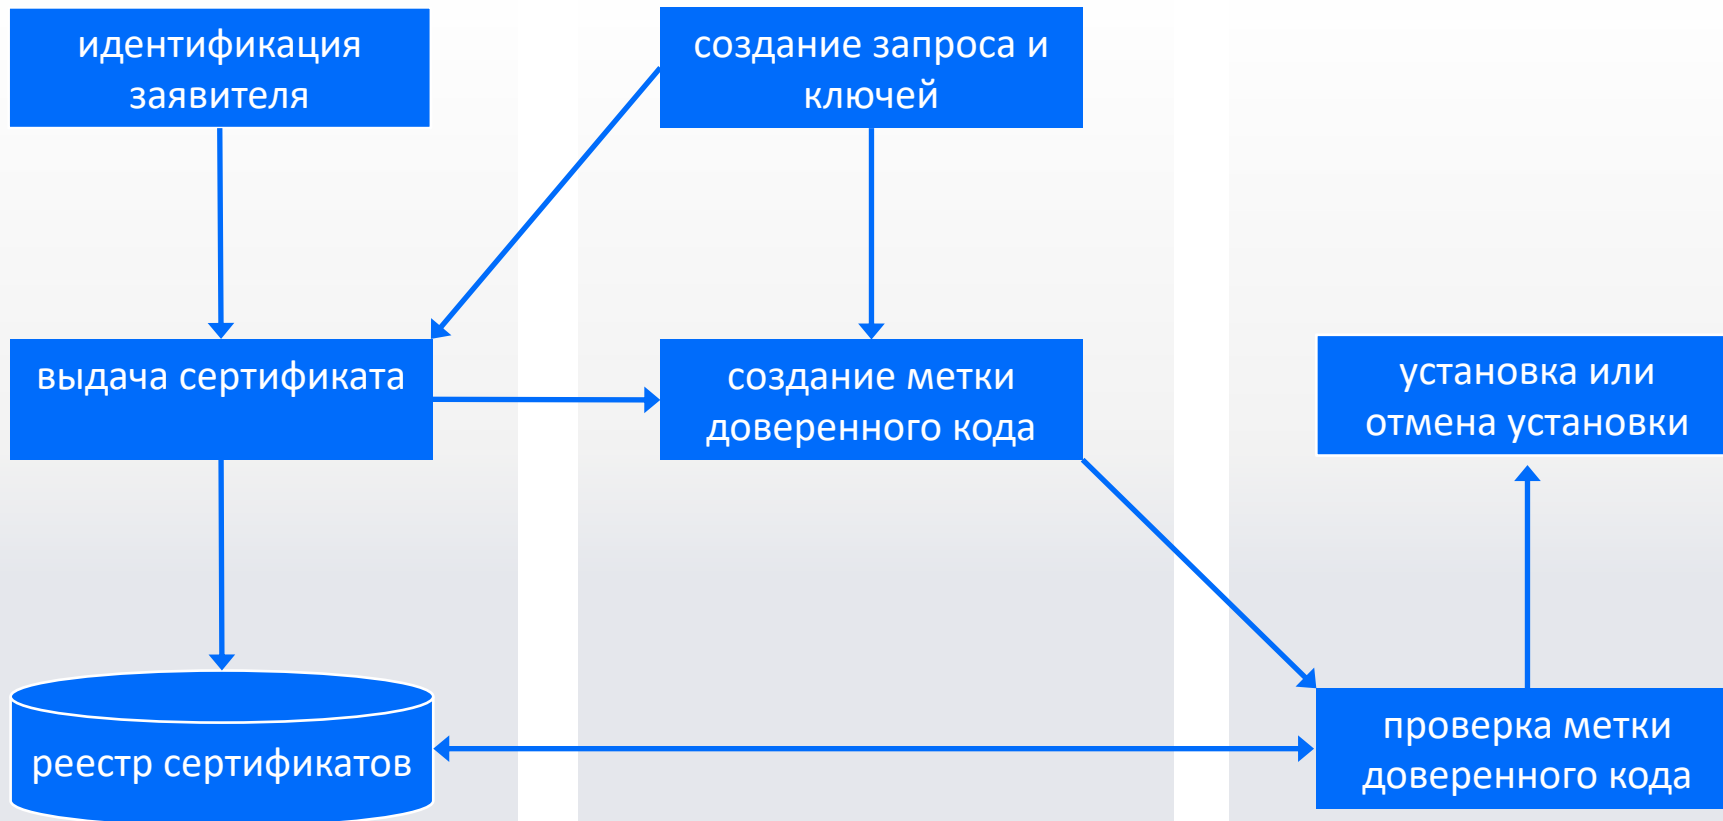 идентификация
заявителя
создание запроса и
ключей
выдача сертификата
создание метки
доверенного кода
установка или
отмена установки
реестр сертификатов
проверка метки
доверенного кода